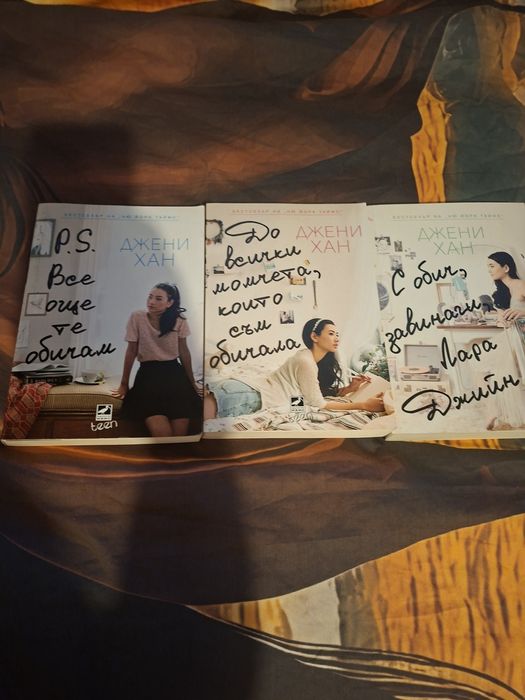 БЕСТСЕЛЪР НА „НЮ ЙОРК ТАЙМС"
ДЖЕНИ
ХАН
P.S.
Все
още
те
обичам
teen
БЕСТСЕЛЪР НА „НЮ ЙОРК ТАЙМС"
ДЖЕНИ
ХАН
До
всички
момчета,
които
съм
обичала
teen
БЕСТСЕЛЪР НА „НЮ ЙОРК ТАЙМС"
ДЖЕНИ
ХАН
С обич,
завинаги,
Лара
Джийн